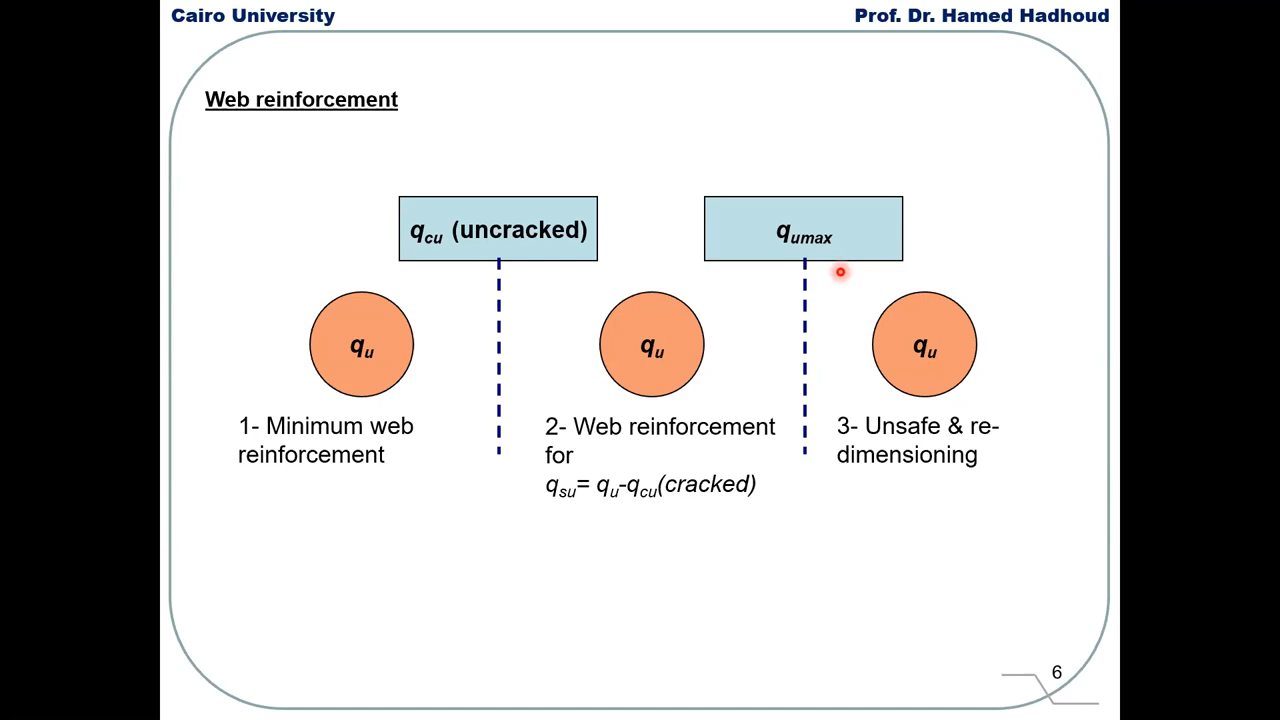 Cairo University
Prof. Dr. Hamed Hadhoud
Web reinforcement
qcu (uncracked)
qumax
qu
qu
qu
1- Minimum web
reinforcement
2- Web reinforcement
for
qsu= qu-qcu(cracked)
3- Unsafe & re-
dimensioning
6